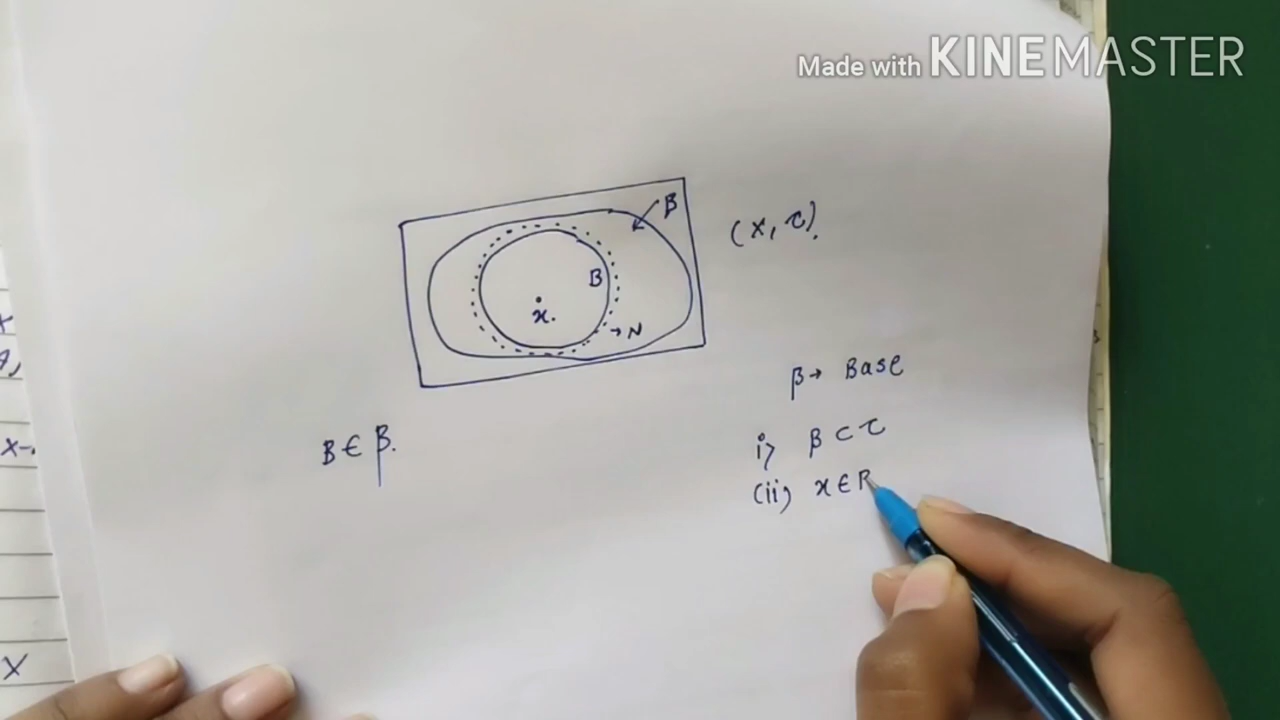 Made with KINEMASTER
β
(X, τ).
B
x.
→ N
β → Base
B ∈ β.
i) β ⊂ τ
(ii) x ∈ B
X